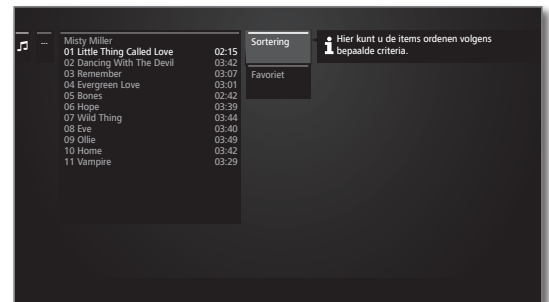 ...
Misty Miller
01 Little Thing Called Love 02:15
02 Dancing With The Devil 03:42
03 Remember 03:07
04 Evergreen Love 03:01
05 Bones 02:42
06 Hope 03:39
07 Wild Thing 03:44
08 Eve 03:40
09 Ollie 03:49
10 Home 03:42
11 Vampire 03:29
Sortering
Favoriet
Hier kunt u de items ordenen volgens
bepaalde criteria.